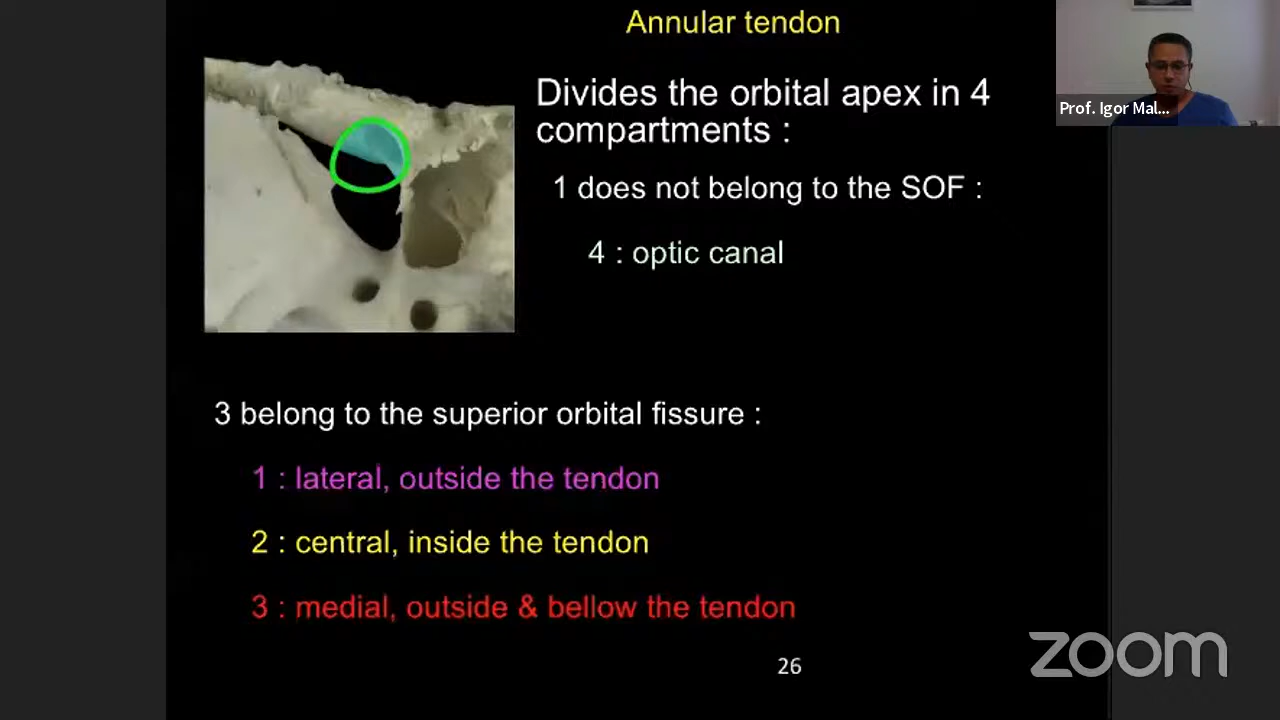 Annular tendon
Prof. Igor Mal...
Divides the orbital apex in 4
compartments :
1 does not belong to the SOF :
4 : optic canal
3 belong to the superior orbital fissure :
1 : lateral, outside the tendon
2 : central, inside the tendon
3 : medial, outside & bellow the tendon
26
zoom